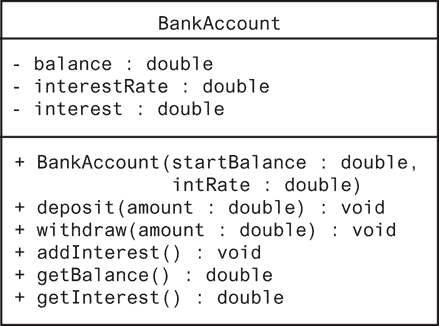 BankAccount
- balance : double
- interestRate : double
- interest : double
+ BankAccount(startBalance : double,
intRate : double)
+ deposit(amount : double) : void
+ withdraw(amount : double) : void
+ addInterest() : void
+ getBalance() : double
+ getInterest() : double